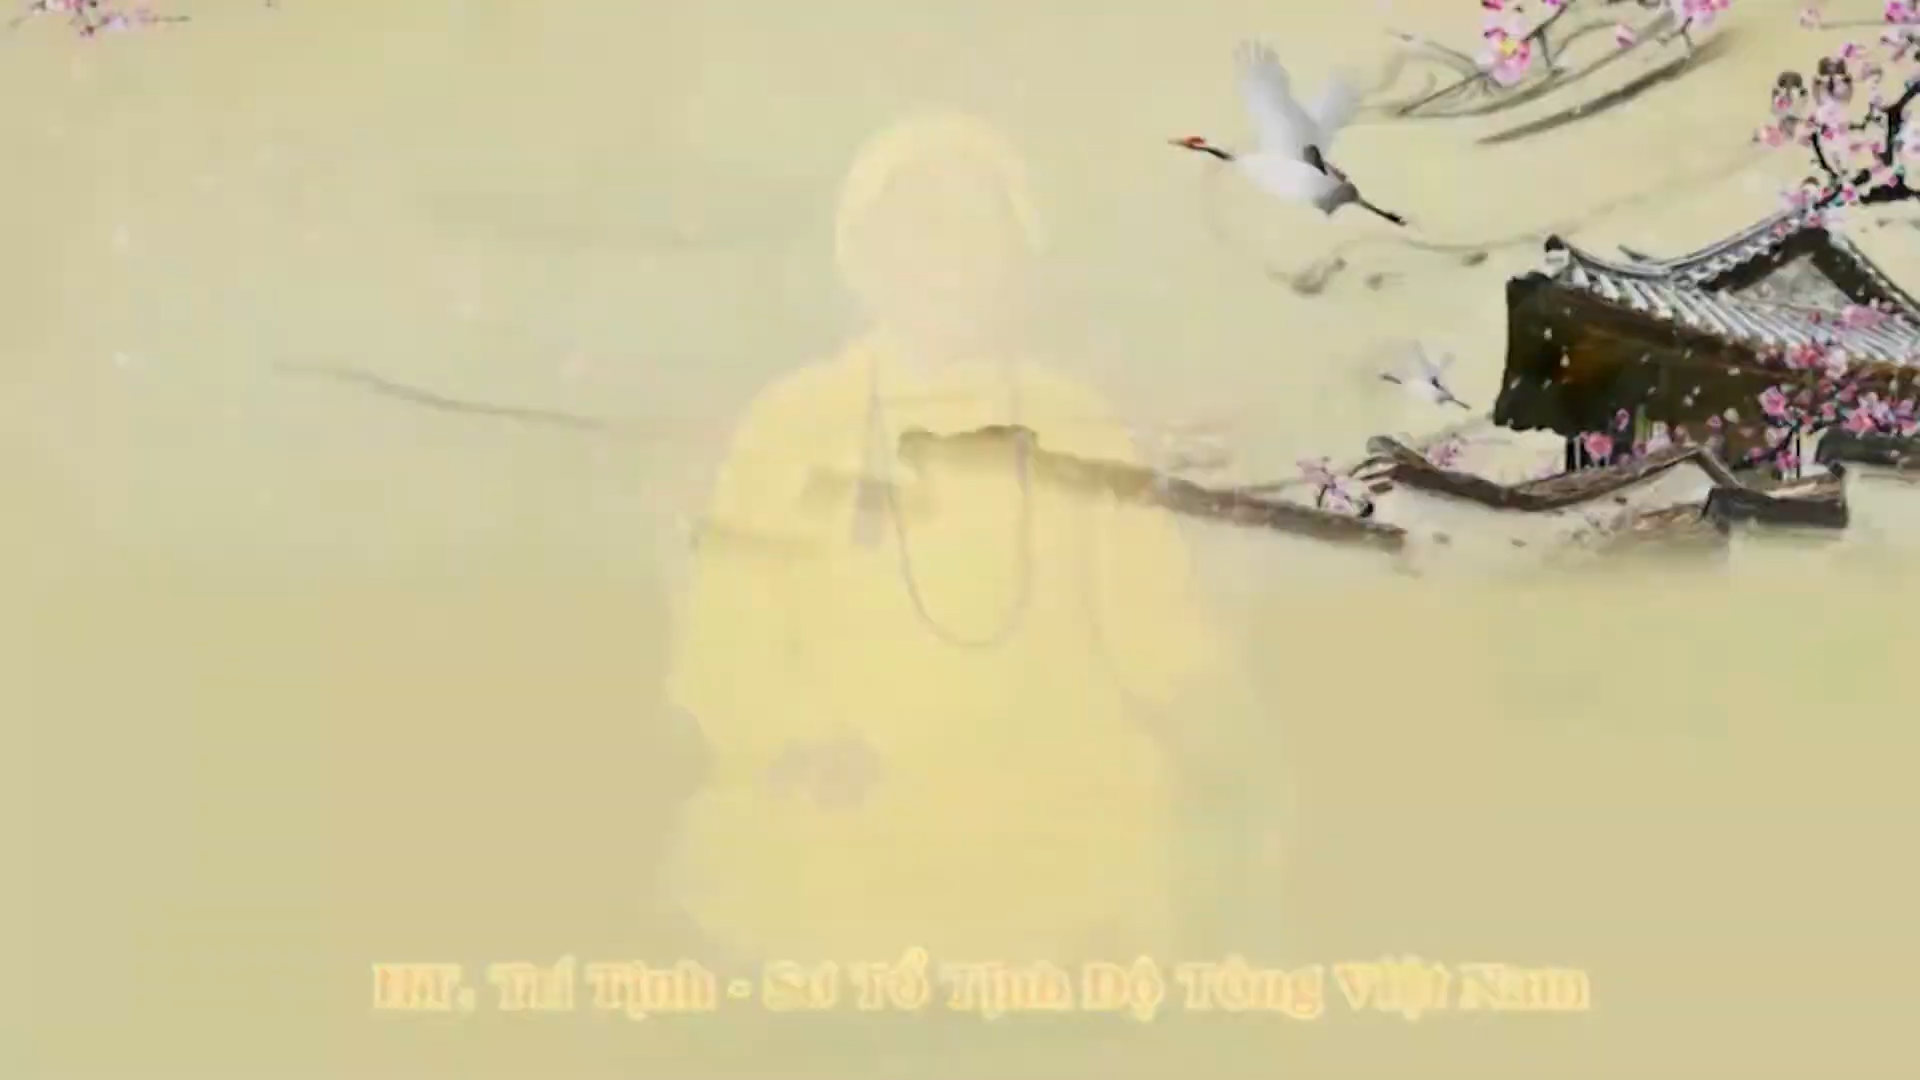 HT. Trí Tịnh - Sơ Tổ Tịnh Độ Tông Việt Nam